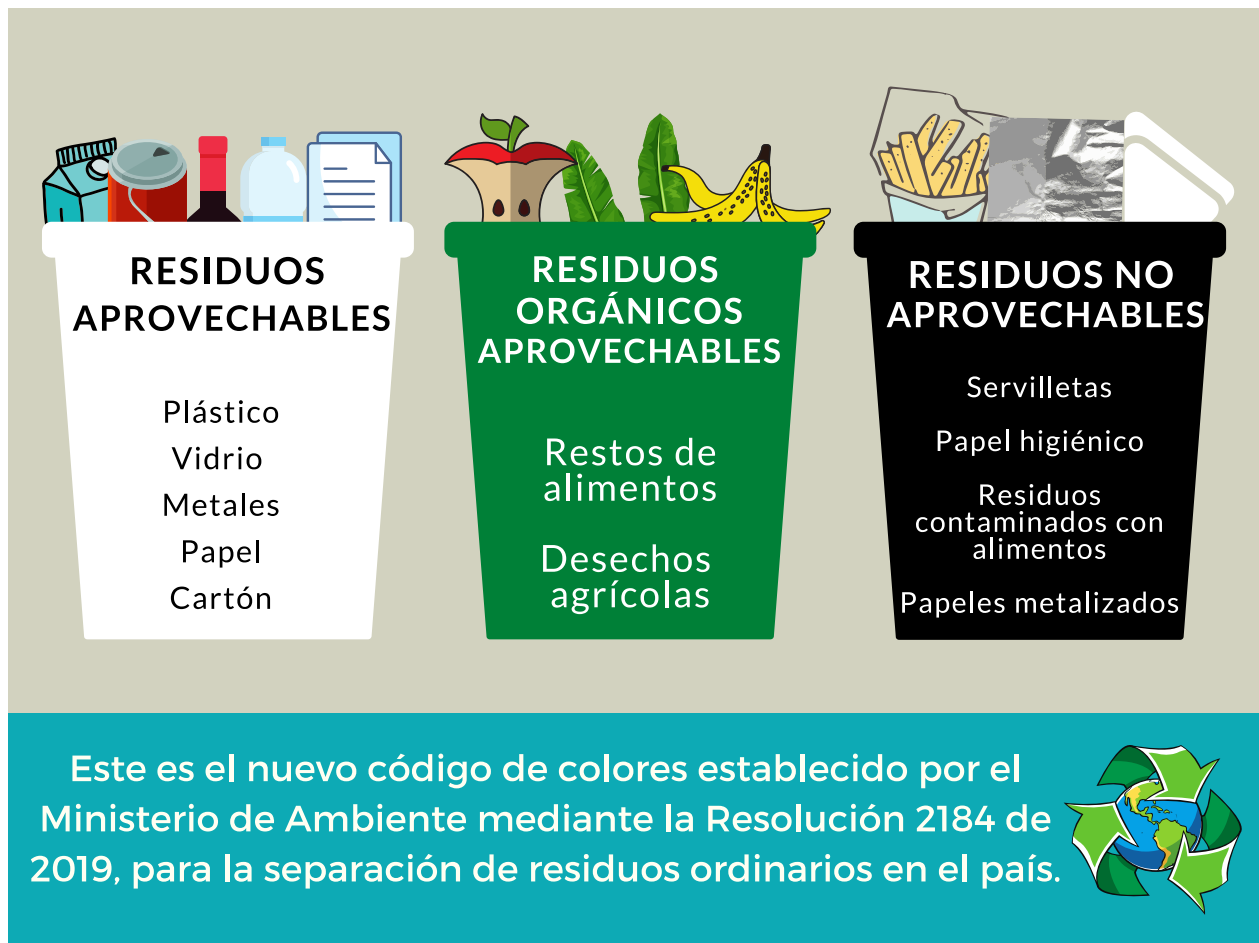 RESIDUOS
APROVECHABLES
Plástico
Vidrio
Metales
Papel
Cartón
RESIDUOS
ORGÁNICOS
APROVECHABLES
Restos de
alimentos
Desechos
agrícolas
RESIDUOS NO
APROVECHABLES
Servilletas
Papel higiénico
Residuos
contaminados con
alimentos
Papeles metalizados
Este es el nuevo código de colores establecido por el
Ministerio de Ambiente mediante la Resolución 2184 de
2019, para la separación de residuos ordinarios en el país.